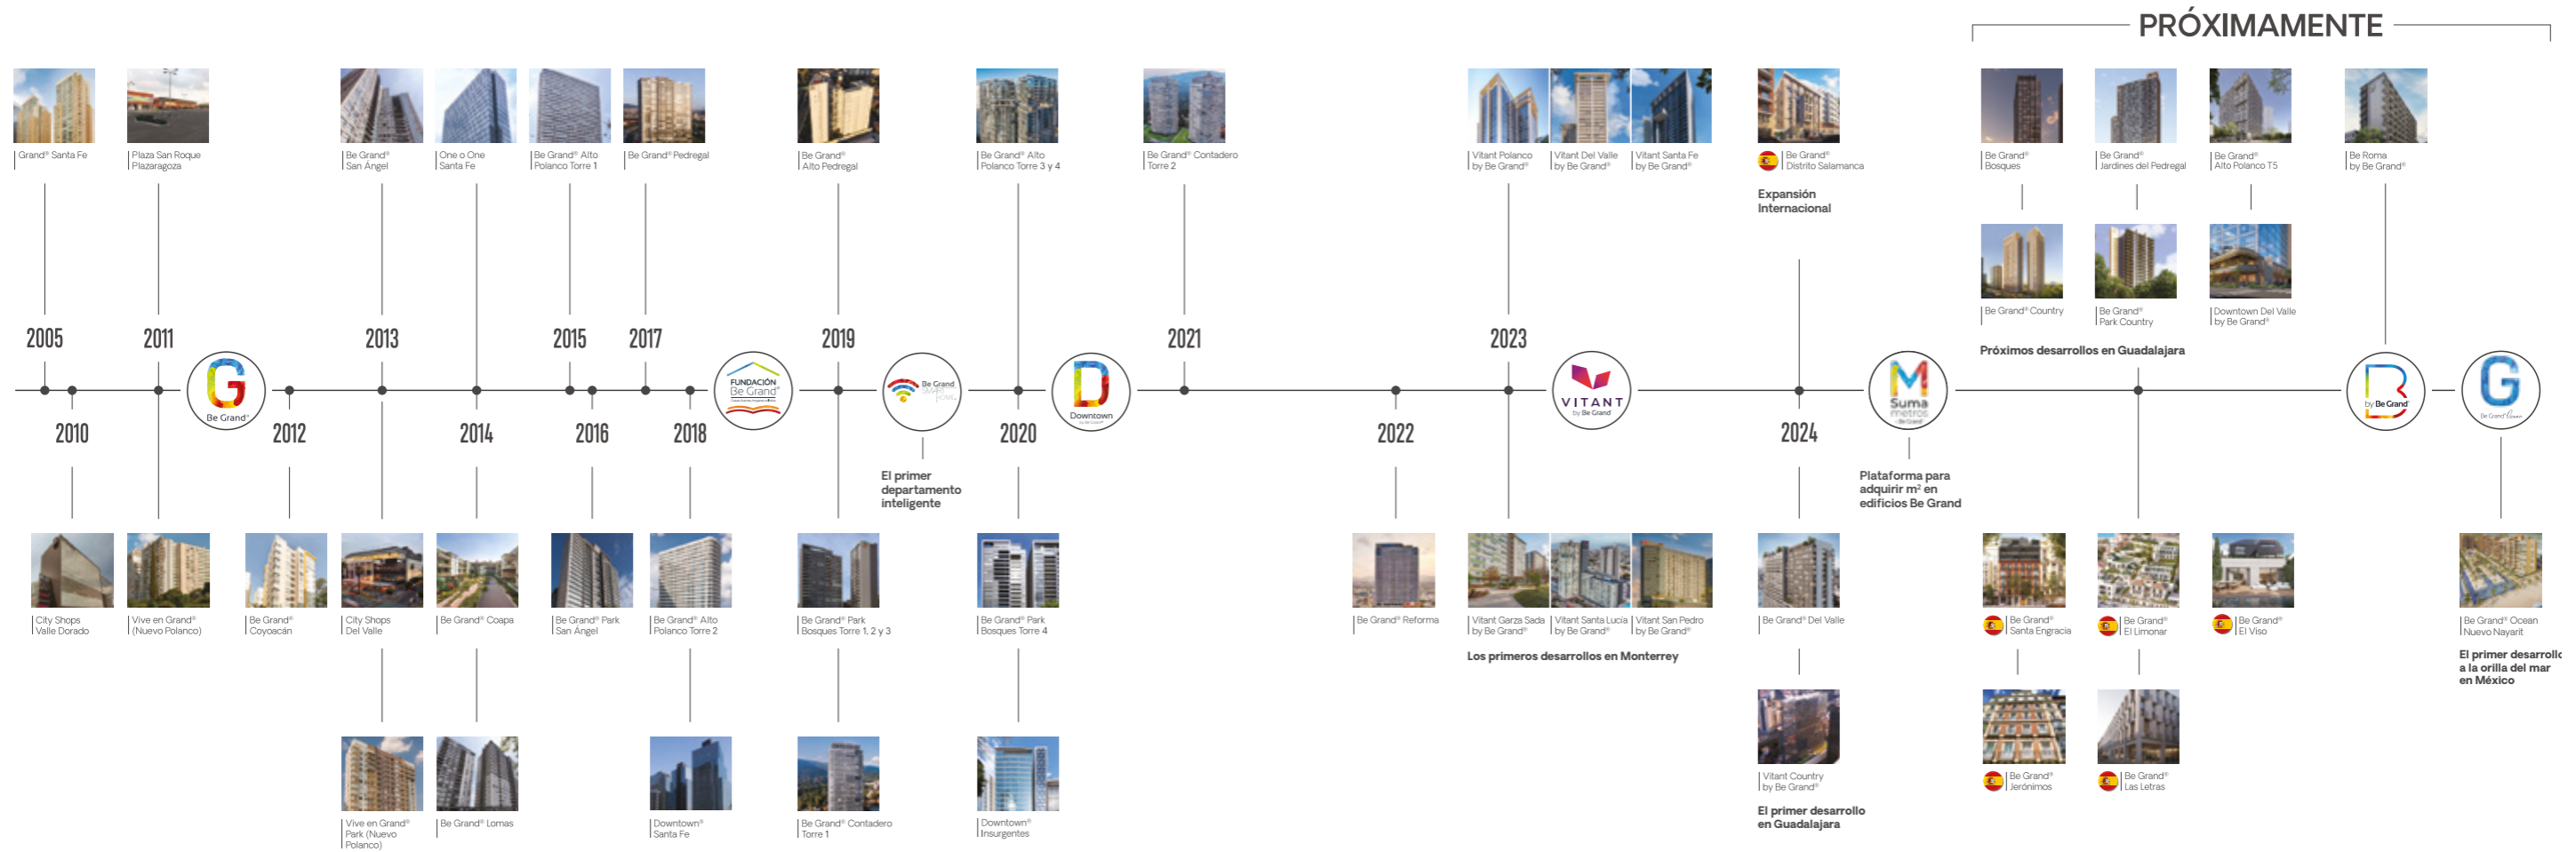 PRÓXIMAMENTE
Grand® Santa Fe
Plaza San Roque
Plazaragoza
Be Grand®
San Ángel
One o One
Santa Fe
Be Grand® Alto
Polanco Torre 1
Be Grand® Pedregal
Be Grand®
Alto Pedregal
Be Grand® Alto
Polanco Torre 3 y 4
Be Grand® Contadero
Torre 2
Vitant Polanco
by Be Grand®
Vitant Del Valle
by Be Grand®
Vitant Santa Fe
by Be Grand®
Be Grand®
Distrito Salamanca
Expansión
Internacional
Be Grand®
Bosques
Be Grand®
Jardines del Pedregal
Be Grand®
Alto Polanco T5
Be Roma
by Be Grand®
Be Grand® Country
Be Grand®
Park Country
Downtown Del Valle
by Be Grand®
Próximos desarrollos en Guadalajara
2005
2011
2013
2015
2017
2019
2021
2023
G
Be Grand®
FUNDACIÓN
Be Grand®
Be Grand
HOME
D
Downtown
by Be Grand®
VITANT
by Be Grand®
M
Suma
metros
Be Grand®
B
by Be Grand®
G
Be Grand® Ocean
2010
2012
2014
2016
2018
2020
2022
2024
El primer
departamento
inteligente
Plataforma para
adquirir m² en
edificios Be Grand
City Shops
Valle Dorado
Vive en Grand®
(Nuevo Polanco)
Be Grand®
Coyoacán
City Shops
Del Valle
Be Grand® Coapa
Be Grand® Park
San Ángel
Be Grand® Alto
Polanco Torre 2
Be Grand® Park
Bosques Torre 1, 2 y 3
Be Grand® Park
Bosques Torre 4
Be Grand® Reforma
Vitant Garza Sada
by Be Grand®
Vitant Santa Lucía
by Be Grand®
Vitant San Pedro
by Be Grand®
Los primeros desarrollos en Monterrey
Be Grand® Del Valle
Be Grand®
Santa Engracia
Be Grand®
El Limonar
Be Grand®
El Viso
Be Grand® Ocean
Nuevo Nayarit
El primer desarrollo
a la orilla del mar
en México
Vive en Grand®
Park (Nuevo
Polanco)
Be Grand® Lomas
Downtown®
Santa Fe
Be Grand® Contadero
Torre 1
Downtown®
Insurgentes
Vitant Country
by Be Grand®
El primer desarrollo
en Guadalajara
Be Grand®
Jerónimos
Be Grand®
Las Letras